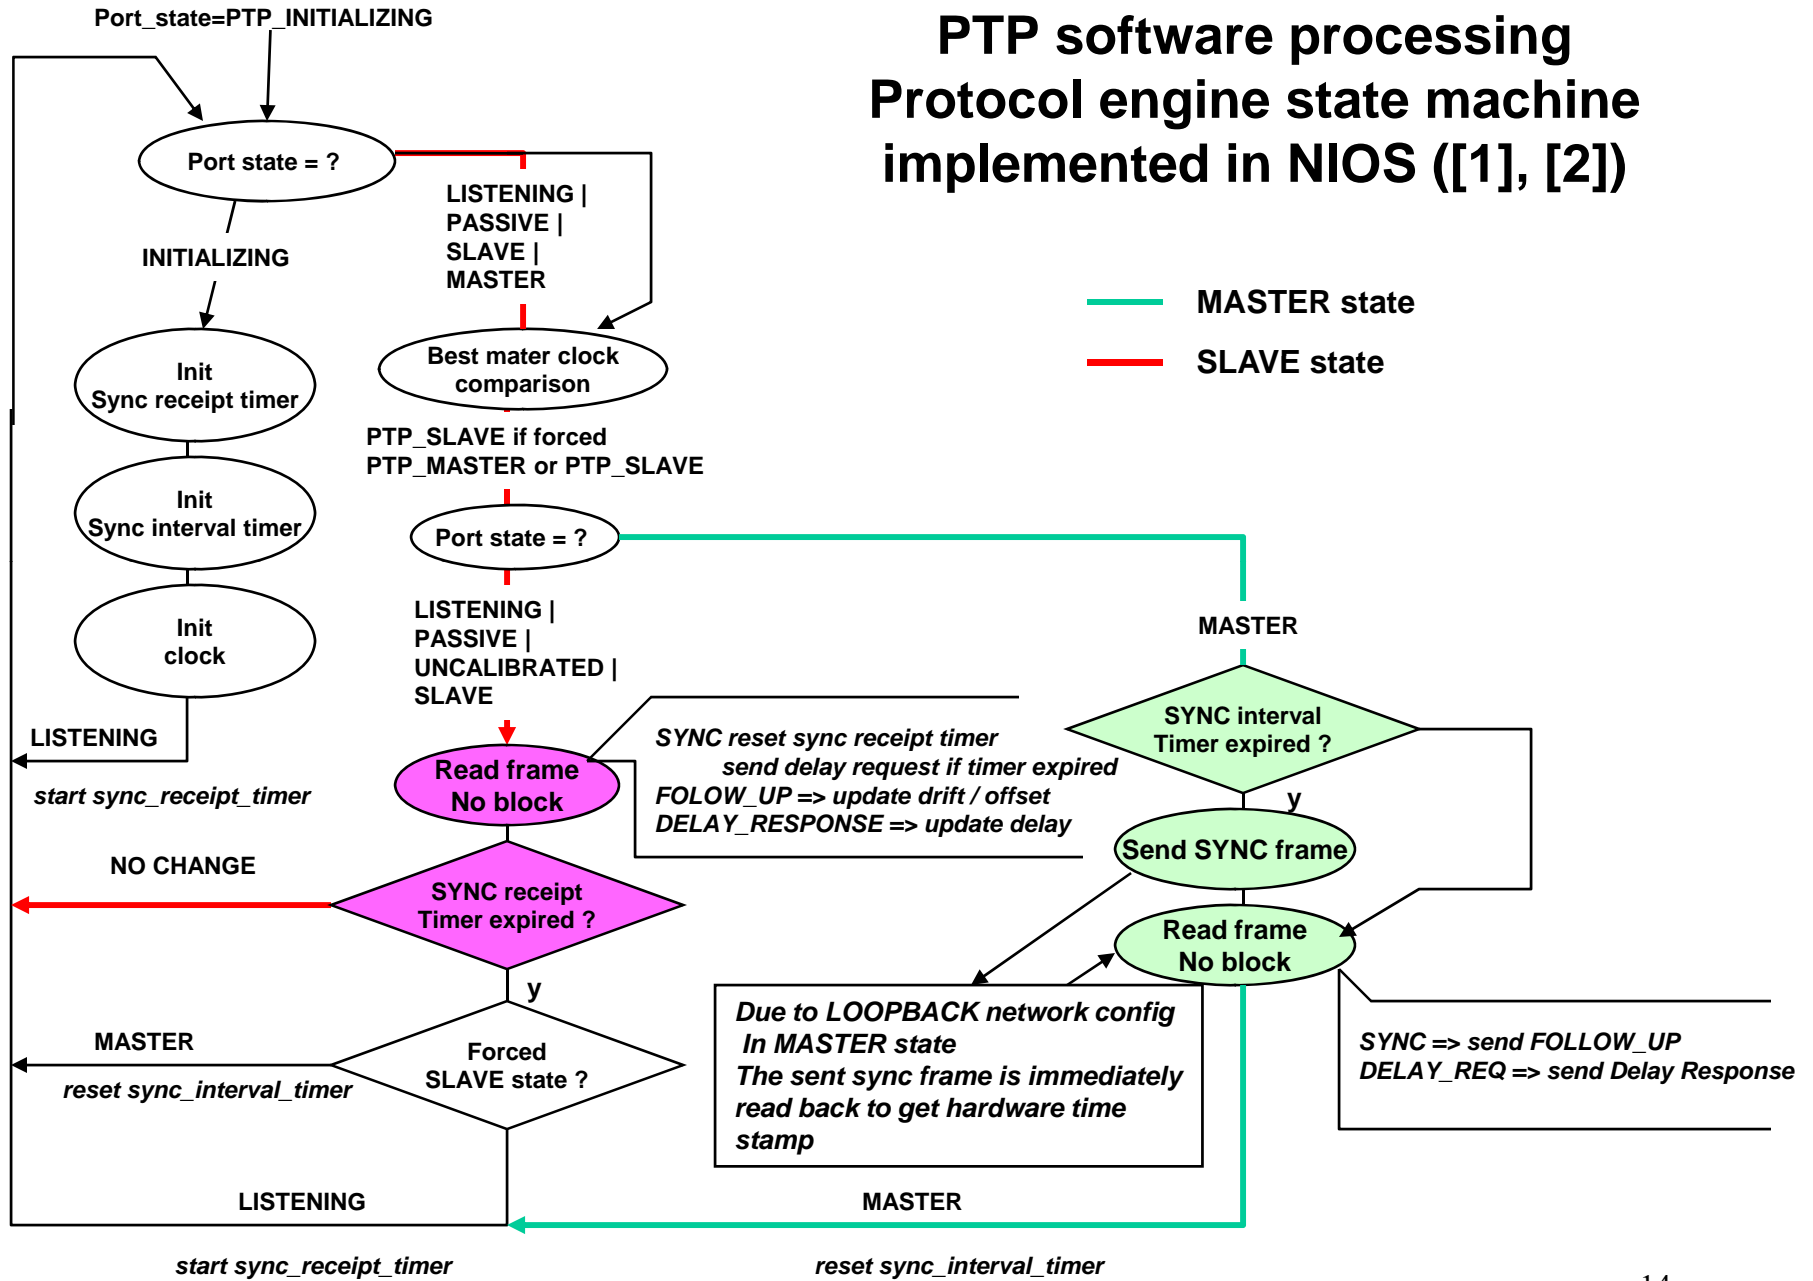 Port_state=PTP_INITIALIZING
PTP software processing
Protocol engine state machine
implemented in NIOS ([1], [2])
Port state = ?
LISTENING |
PASSIVE |
SLAVE |
MASTER
INITIALIZING
MASTER state
SLAVE state
Init
Sync receipt timer
Best mater clock
comparison
PTP_SLAVE if forced
PTP_MASTER or PTP_SLAVE
Init
Sync interval timer
Port state = ?
Init
clock
LISTENING |
PASSIVE |
UNCALIBRATED |
SLAVE
MASTER
LISTENING
start sync_receipt_timer
Read frame
No block
SYNC reset sync receipt timer
send delay request if timer expired
FOLOW_UP => update drift / offset
DELAY_RESPONSE => update delay
SYNC interval
Timer expired ?
y
Send SYNC frame
NO CHANGE
SYNC receipt
Timer expired ?
Read frame
No block
y
Due to LOOPBACK network config
In MASTER state
The sent sync frame is immediately
read back to get hardware time
stamp
SYNC => send FOLLOW_UP
DELAY_REQ => send Delay Response
MASTER
reset sync_interval_timer
Forced
SLAVE state ?
LISTENING
MASTER
start sync_receipt_timer
reset sync_interval_timer